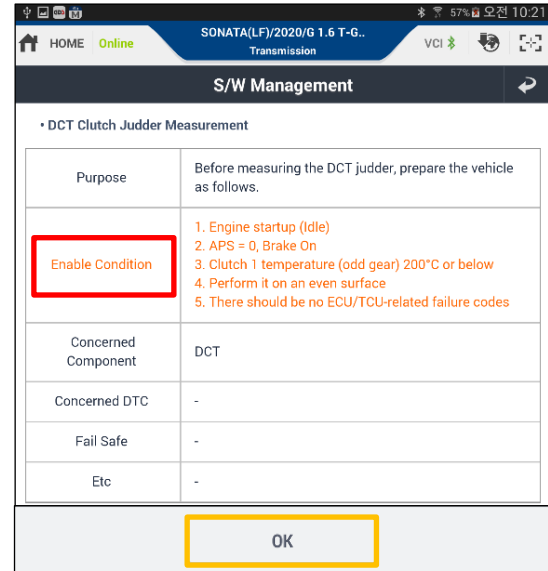 57% 오전 10:21
HOME Online
SONATA(LF)/2020/G 1.6 T-G..
Transmission
VCI
S/W Management
• DCT Clutch Judder Measurement
Purpose
Before measuring the DCT judder, prepare the vehicle
as follows.
Enable Condition
1. Engine startup (Idle)
2. APS = 0, Brake On
3. Clutch 1 temperature (odd gear) 200°C or below
4. Perform it on an even surface
5. There should be no ECU/TCU-related failure codes
Concerned
Component
DCT
Concerned DTC
-
Fail Safe
-
Etc
-
OK